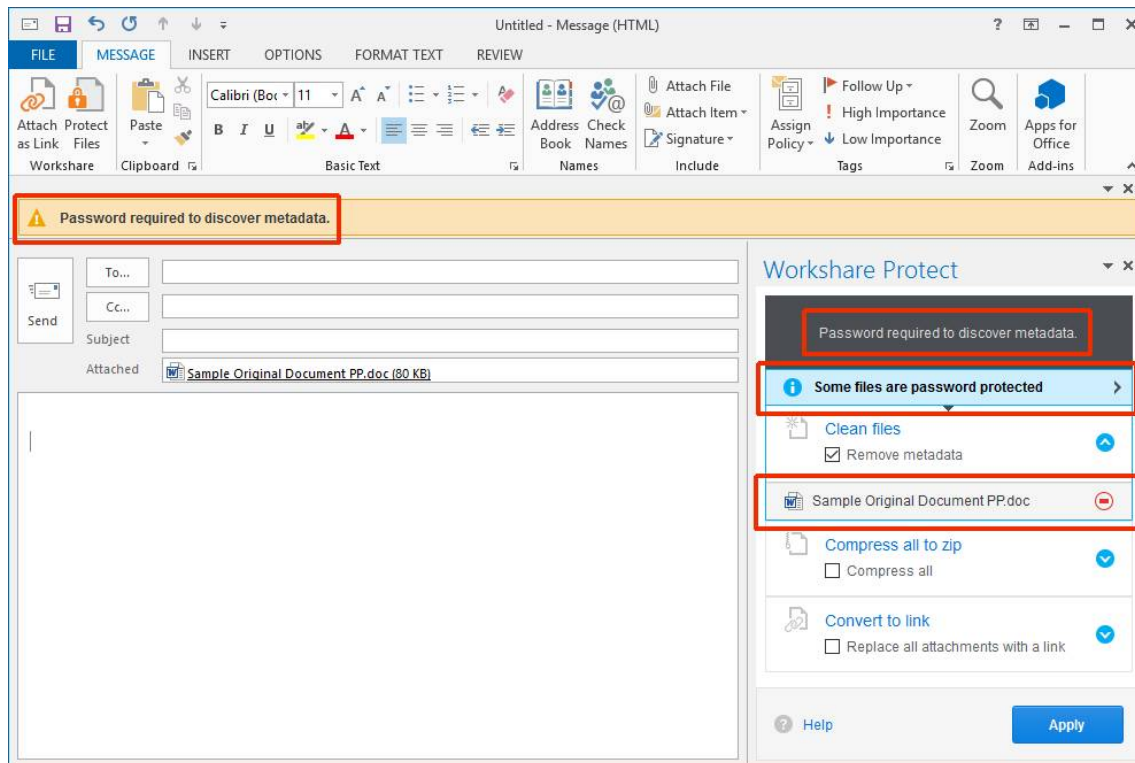 Untitled - Message (HTML)
?
FILE MESSAGE INSERT OPTIONS FORMAT TEXT REVIEW
Attach as Link
Protect Files
Workshare
Paste
Clipboard
Calibri (Boc 11 A A
B I U aby A
Basic Text
Address Book
Check Names
Names
Attach File
Attach Item
Signature
Include
Assign Policy
Follow Up
! High Importance
Low Importance
Tags
Zoom
Zoom
Apps for Office
Add-ins
Password required to discover metadata.
Send
To...
Cc...
Subject
Attached Sample Original Document PP.doc (80 KB)
Workshare Protect
Password required to discover metadata.
Some files are password protected
Clean files
Remove metadata
Sample Original Document PP.doc
Compress all to zip
Compress all
Convert to link
Replace all attachments with a link
? Help
Apply